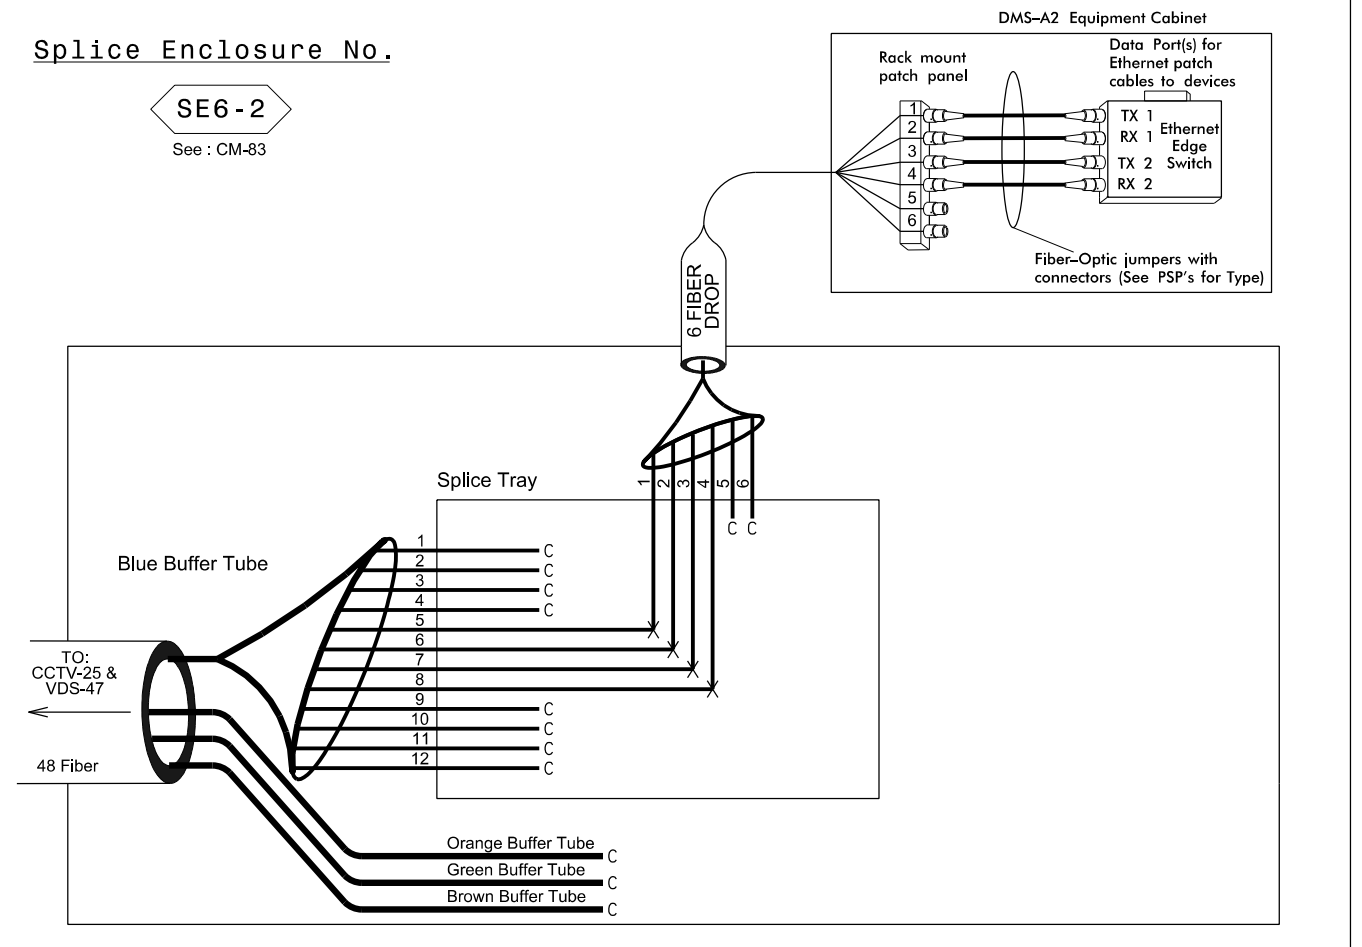 Splice Enclosure No.
SE6-2
See : CM-83
DMS–A2 Equipment Cabinet
Rack mount
patch panel
Data Port(s) for
Ethernet patch
cables to devices
1
2
3
4
5
6
TX 1
RX 1
TX 2
RX 2
Ethernet
Edge
Switch
Fiber–Optic jumpers with
connectors (See PSP's for Type)
6 FIBER
DROP
1
2
3
4
5
6
C C
Splice Tray
Blue Buffer Tube
1 C
2 C
3 C
4 C
5
6
7
8
9 C
10 C
11 C
12 C
TO:
CCTV-25 &
VDS-47
48 Fiber
Orange Buffer Tube C
Green Buffer Tube C
Brown Buffer Tube C